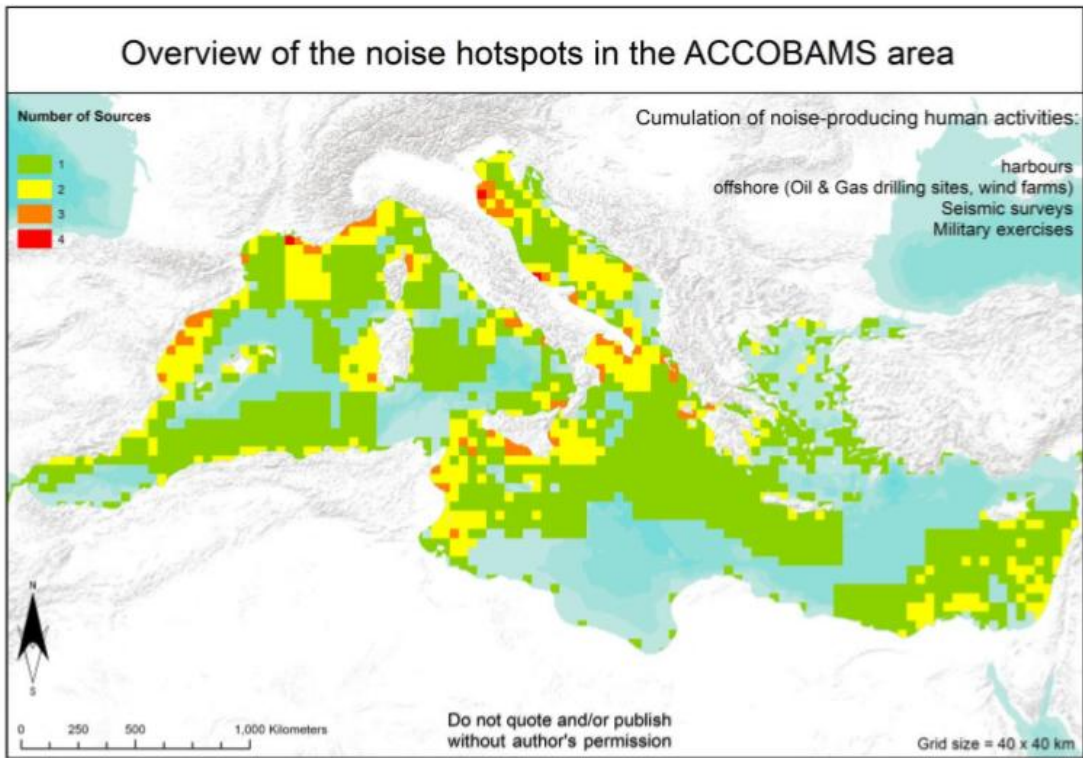 Overview of the noise hotspots in the ACCOBAMS area
Number of Sources
1
2
3
4
Cumulation of noise-producing human activities:
harbours
offshore (Oil & Gas drilling sites, wind farms)
Seismic surveys
Military exercises
N
S
0 250 500 1,000 Kilometers
Do not quote and/or publish
without author's permission
Grid size = 40 x 40 km